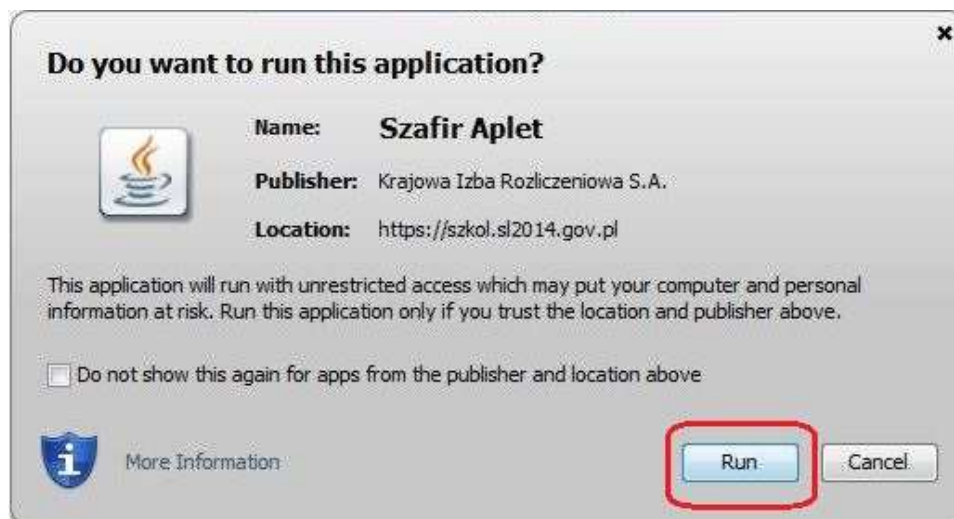 Do you want to run this application?
Name: Szafir Aplet
Publisher: Krajowa Izba Rozliczeniowa S.A.
Location: https://szkol.sl2014.gov.pl
This application will run with unrestricted access which may put your computer and personal
information at risk. Run this application only if you trust the location and publisher above.
Do not show this again for apps from the publisher and location above
More Information
Run
Cancel